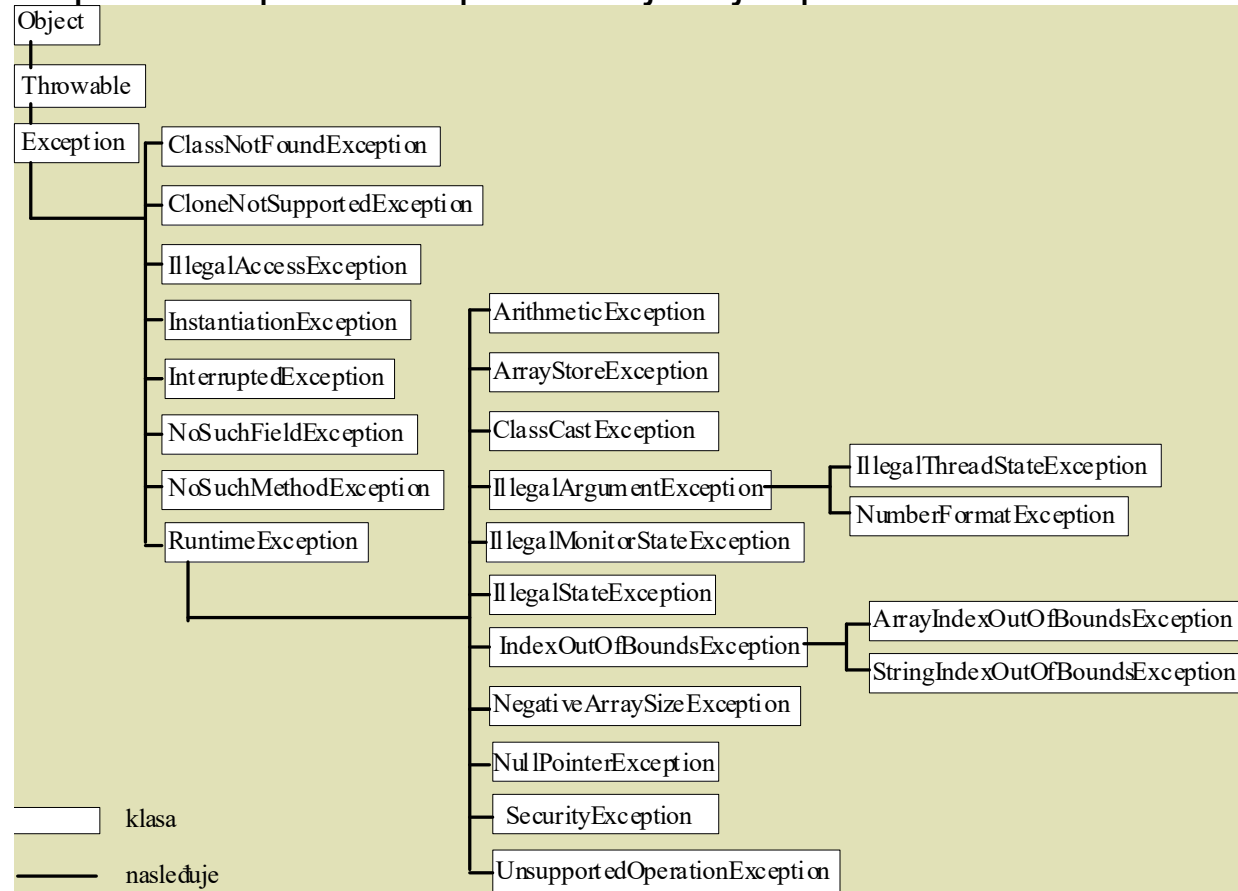 Object
Throwable
Exception
ClassNotFoundException
CloneNotSupportedException
IllegalAccessException
InstantiationException
InterruptedException
NoSuchFieldException
NoSuchMethodException
RuntimeException
ArithmeticException
ArrayStoreException
ClassCastException
IllegalArgumentException
IllegalThreadStateException
NumberFormatException
IllegalMonitorStateException
IllegalStateException
IndexOutOfBoundsException
ArrayIndexOutOfBoundsException
StringIndexOutOfBoundsException
NegativeArraySizeException
NullPointerException
SecurityException
UnsupportedOperationException
klasa
nasleđuje